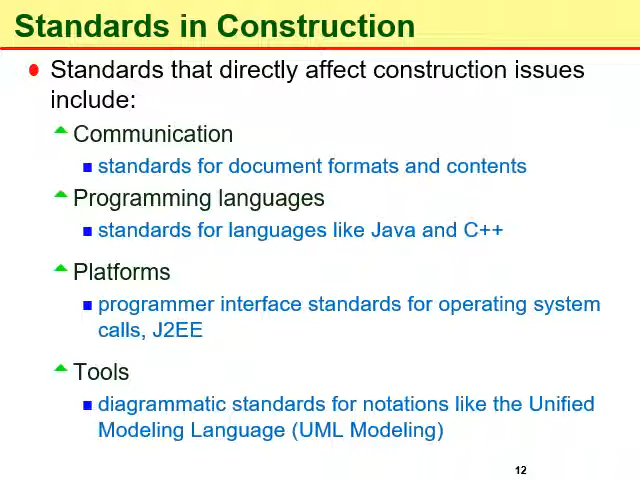 Standards in Construction
Standards that directly affect construction issues
include:
Communication
standards for document formats and contents
Programming languages
standards for languages like Java and C++
Platforms
programmer interface standards for operating system
calls, J2EE
Tools
diagrammatic standards for notations like the Unified
Modeling Language (UML Modeling)
12